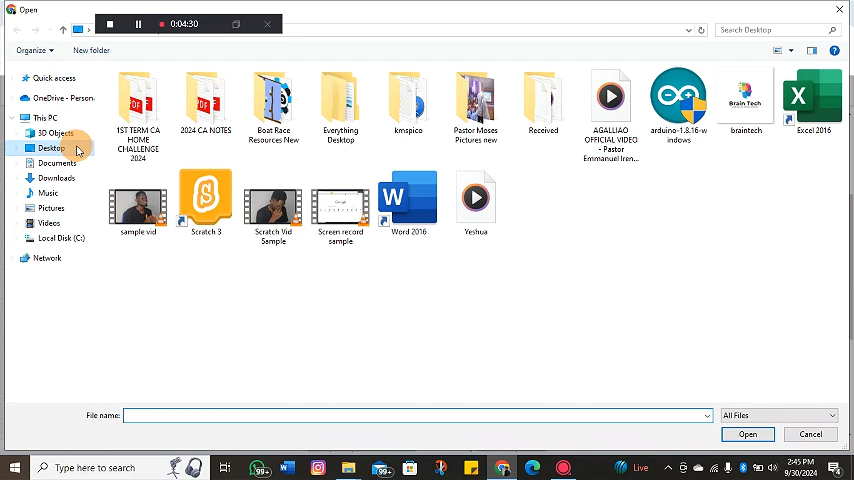 Open
0:04:30
Search Desktop
Organize
New folder
Quick access
OneDrive - Persona
This PC
3D Objects
Desktop
Documents
Downloads
Music
Pictures
Videos
Local Disk (C:)
Network
1ST TERM CA
HOME
CHALLENGE
2024
2024 CA NOTES
Boat Race
Resources New
Everything
Desktop
kmspico
Pastor Moses
Pictures new
Received
AGALLIAO
OFFICIAL VIDEO
- Pastor
Emmanuel Iren...
arduino-1.8.16-w
indows
Brain Tech
braintech
Excel 2016
sample vid
Scratch 3
Scratch Vid
Sample
Google
Screen record
sample
Word 2016
Yeshua
File name:
All Files
Open
Cancel
Type here to search
99+
99+
Live
2:45 PM
9/30/2024
4